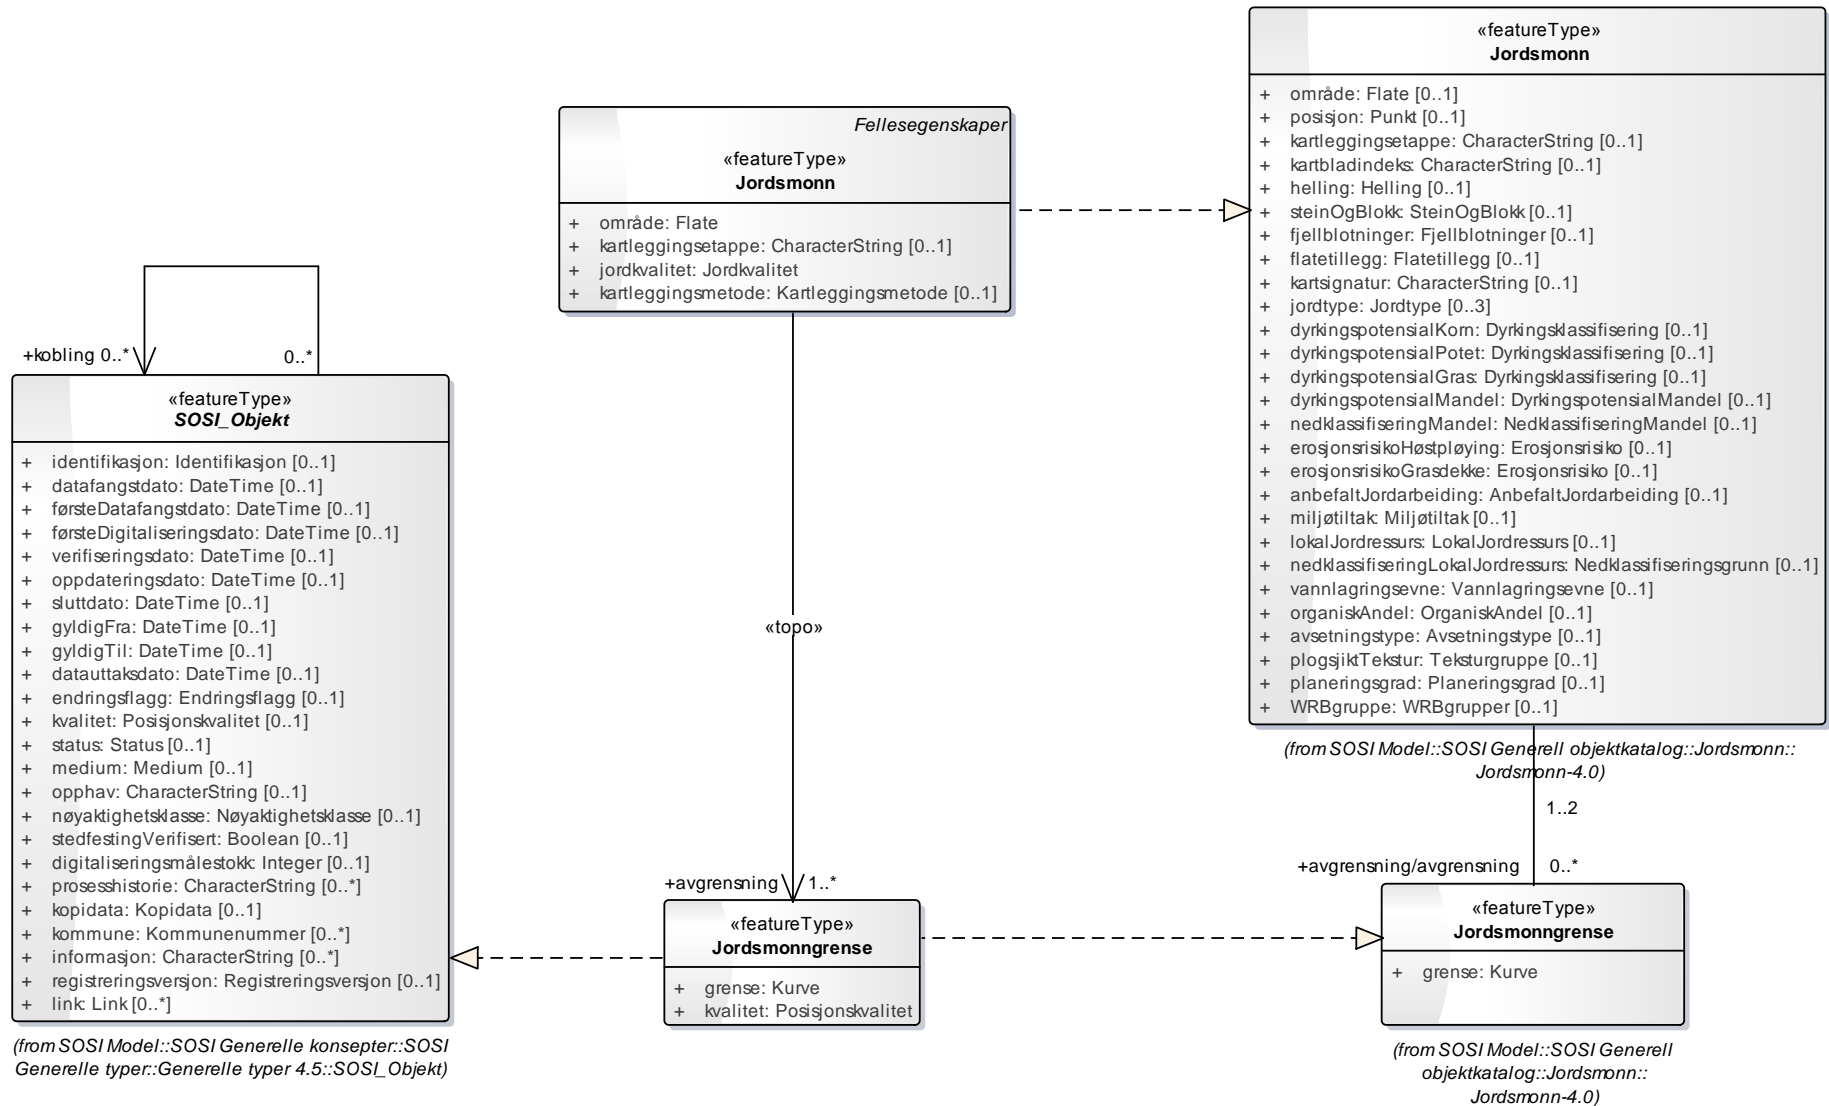 «featureType»
Jordsmonn
+ område: Flate [0..1]
+ posisjon: Punkt [0..1]
+ kartleggingsetappe: CharacterString [0..1]
+ kartbladindeks: CharacterString [0..1]
+ helling: Helling [0..1]
+ steinOgBlokk: SteinOgBlokk [0..1]
+ fjellblotninger: Fjellblotninger [0..1]
+ flatetillegg: Flatetillegg [0..1]
+ kartsignatur: CharacterString [0..1]
+ jordtype: Jordtype [0..3]
+ dyrkingspotensialKorn: Dyrkingsklassifisering [0..1]
+ dyrkingspotensialPotet: Dyrkingsklassifisering [0..1]
+ dyrkingspotensialGras: Dyrkingsklassifisering [0..1]
+ dyrkingspotensialMandel: DyrkingspotensialMandel [0..1]
+ nedklassifiseringMandel: NedklassifiseringMandel [0..1]
+ erosjonsrisikoHøstpløying: Erosjonsrisiko [0..1]
+ erosjonsrisikoGrasdekke: Erosjonsrisiko [0..1]
+ anbefaltJordarbeiding: AnbefaltJordarbeiding [0..1]
+ miljøtiltak: Miljøtiltak [0..1]
+ lokalJordressurs: LokalJordressurs [0..1]
+ nedklassifiseringLokalJordressurs: Nedklassifiseringsgrunn [0..1]
+ vannlagringsevne: Vannlagringsevne [0..1]
+ organiskAndel: OrganiskAndel [0..1]
+ avsetningstype: Avsetningstype [0..1]
+ plogsjiktTekstur: Teksturgruppe [0..1]
+ planeringsgrad: Planeringsgrad [0..1]
+ WRBgruppe: WRBgrupper [0..1]
(from SOSI Model::SOSI Generell objektkatalog::Jordsmonn::
Jordsmonn-4.0)
Fellesegenskaper
«featureType»
Jordsmonn
+ område: Flate
+ kartleggingsetappe: CharacterString [0..1]
+ jordkvalitet: Jordkvalitet
+ kartleggingsmetode: Kartleggingsmetode [0..1]
+kobling 0..*
0..*
«featureType»
SOSI_Objekt
+ identifikasjon: Identifikasjon [0..1]
+ datafangstdato: DateTime [0..1]
+ førsteDatafangstdato: DateTime [0..1]
+ førsteDigitaliseringsdato: DateTime [0..1]
+ verifiseringsdato: DateTime [0..1]
+ oppdateringsdato: DateTime [0..1]
+ sluttdato: DateTime [0..1]
+ gyldigFra: DateTime [0..1]
+ gyldigTil: DateTime [0..1]
+ datauttaksdato: DateTime [0..1]
+ endringsflagg: Endringsflagg [0..1]
+ kvalitet: Posisjonskvalitet [0..1]
+ status: Status [0..1]
+ medium: Medium [0..1]
+ opphav: CharacterString [0..1]
+ nøyaktighetsklasse: Nøyaktighetsklasse [0..1]
+ stedfestingVerifisert: Boolean [0..1]
+ digitaliseringsmålestokk: Integer [0..1]
+ prosesshistorie: CharacterString [0..*]
+ kopidata: Kopidata [0..1]
+ kommune: Kommunenummer [0..*]
+ informasjon: CharacterString [0..*]
+ registreringsversjon: Registreringsversjon [0..1]
+ link: Link [0..*]
(from SOSI Model::SOSI Generelle konsepter::SOSI
Generelle typer::Generelle typer 4.5::SOSI_Objekt)
«topo»
+avgrensning
1..*
«featureType»
Jordsmonngrense
+ grense: Kurve
+ kvalitet: Posisjonskvalitet
1..2
+avgrensning/avgrensning
0..*
«featureType»
Jordsmonngrense
+ grense: Kurve
(from SOSI Model::SOSI Generell
objektkatalog::Jordsmonn::
Jordsmonn-4.0)